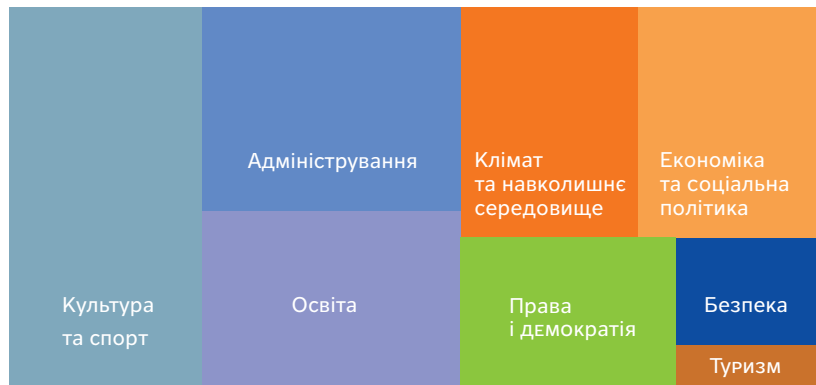 Культура
та спорт
Адміністрування
Освіта
Клімат
та навколишнє
середовище
Економіка
та соціальна
політика
Права
і демократія
Безпека
Туризм